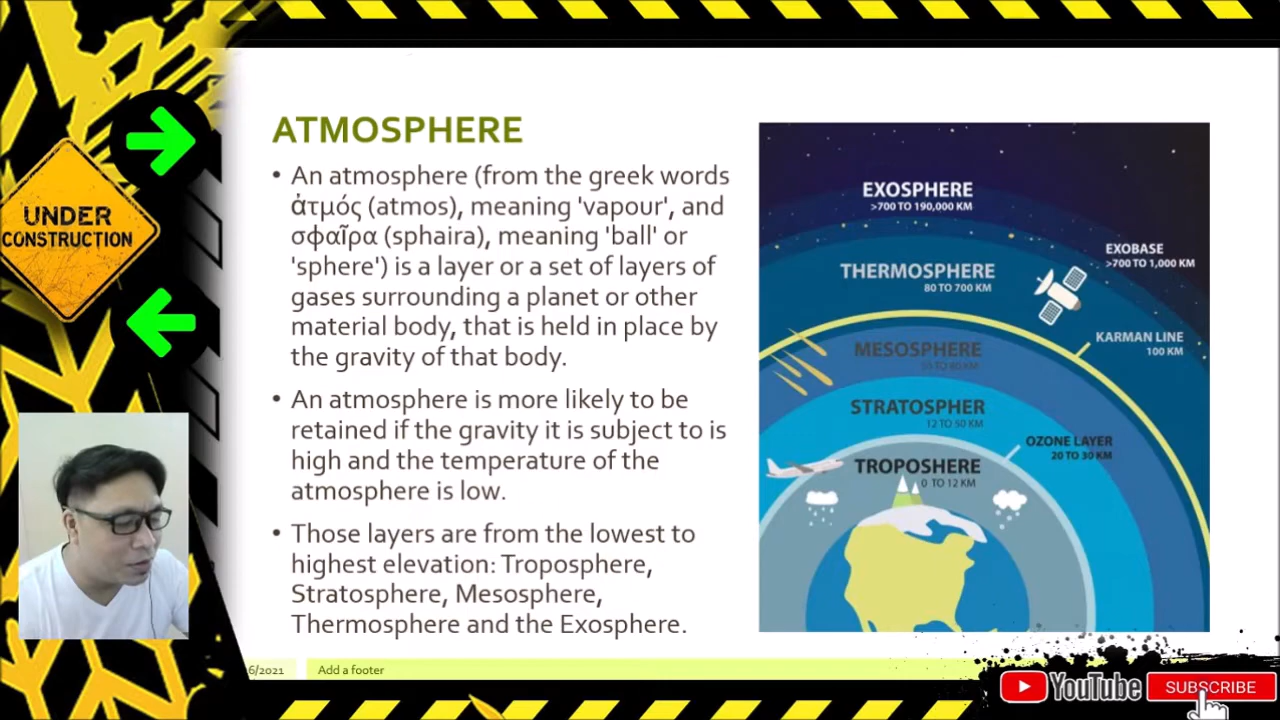 UNDER
CONSTRUCTION
ATMOSPHERE
• An atmosphere (from the greek words
ἀτμός (atmos), meaning 'vapour', and
σφαῖρα (sphaira), meaning 'ball' or
'sphere') is a layer or a set of layers of
gases surrounding a planet or other
material body, that is held in place by
the gravity of that body.
• An atmosphere is more likely to be
retained if the gravity it is subject to is
high and the temperature of the
atmosphere is low.
• Those layers are from the lowest to
highest elevation: Troposphere,
Stratosphere, Mesosphere,
Thermosphere and the Exosphere.
EXOSPHERE
>700 TO 190,000 KM
EXOBASE
>700 TO 1,000 KM
THERMOSPHERE
80 TO 700 KM
KARMAN LINE
100 KM
MESOSPHERE
TO 80 KM
STRATOSPHER
12 TO 50 KM
OZONE LAYER
20 TO 30 KM
TROPOSHERE
0 TO 12 KM
6/2021
Add a footer
YouTube
SUBSCRIBE